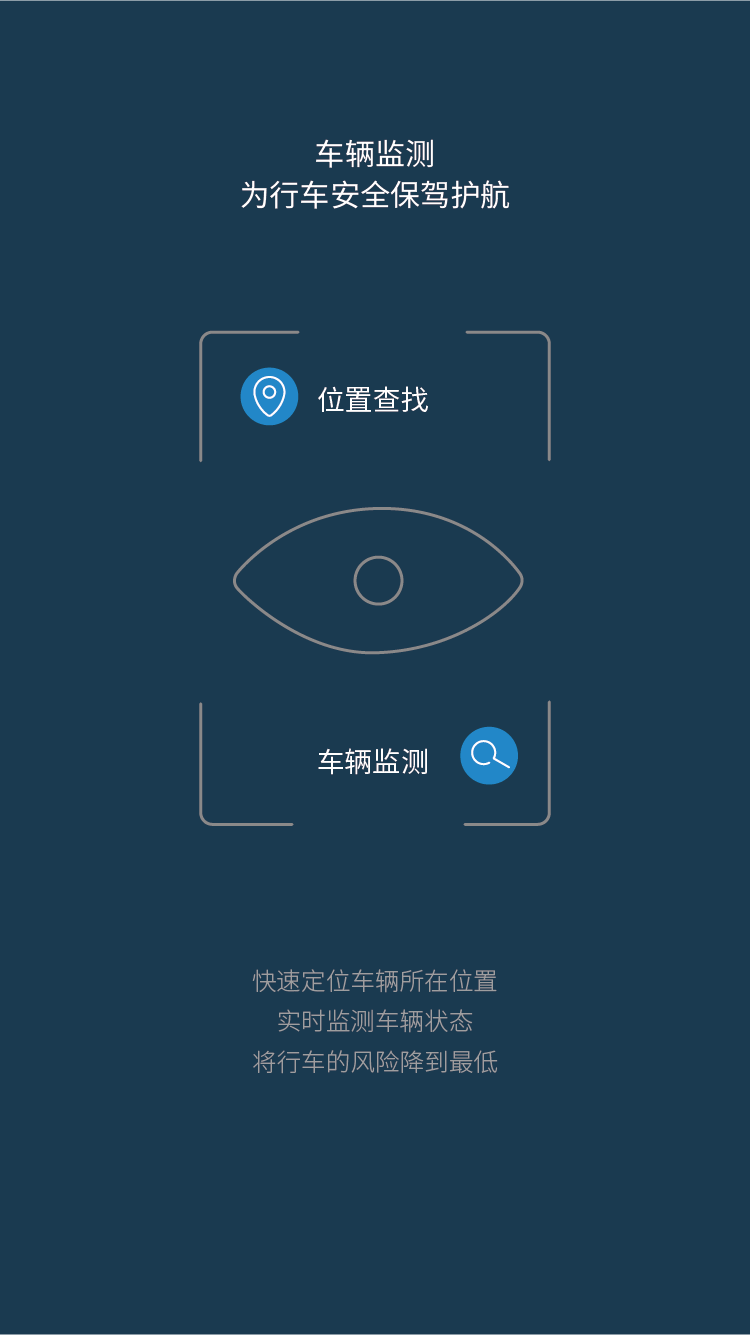 车辆监测
为行车安全保驾护航
位置查找
车辆监测
快速定位车辆所在位置
实时监测车辆状态
将行车的风险降到最低